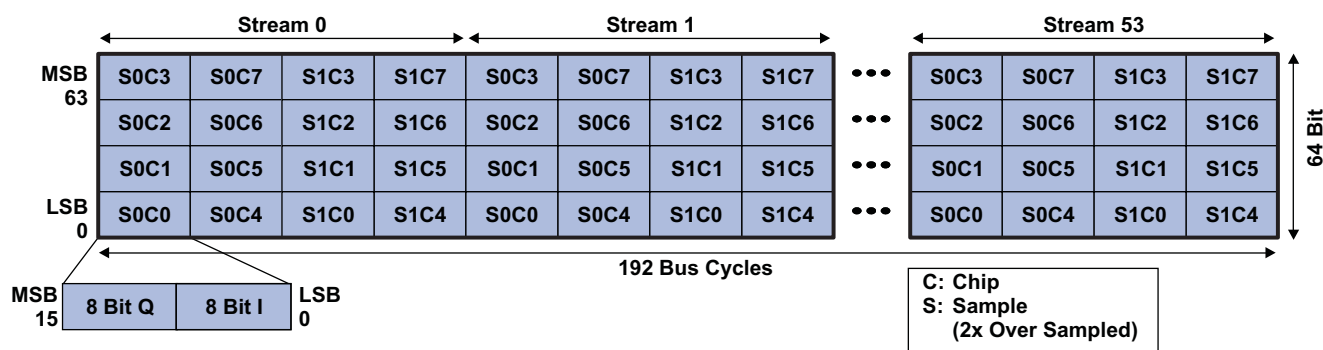 Stream 0 Stream 1 Stream 53
MSB 63 S0C3 S0C7 S1C3 S1C7 S0C3 S0C7 S1C3 S1C7 ••• S0C3 S0C7 S1C3 S1C7
S0C2 S0C6 S1C2 S1C6 S0C2 S0C6 S1C2 S1C6 ••• S0C2 S0C6 S1C2 S1C6
S0C1 S0C5 S1C1 S1C5 S0C1 S0C5 S1C1 S1C5 ••• S0C1 S0C5 S1C1 S1C5
LSB 0 S0C0 S0C4 S1C0 S1C4 S0C0 S0C4 S1C0 S1C4 ••• S0C0 S0C4 S1C0 S1C4
64 Bit
192 Bus Cycles
MSB 15 8 Bit Q 8 Bit I LSB 0
C: Chip
S: Sample
(2x Over Sampled)